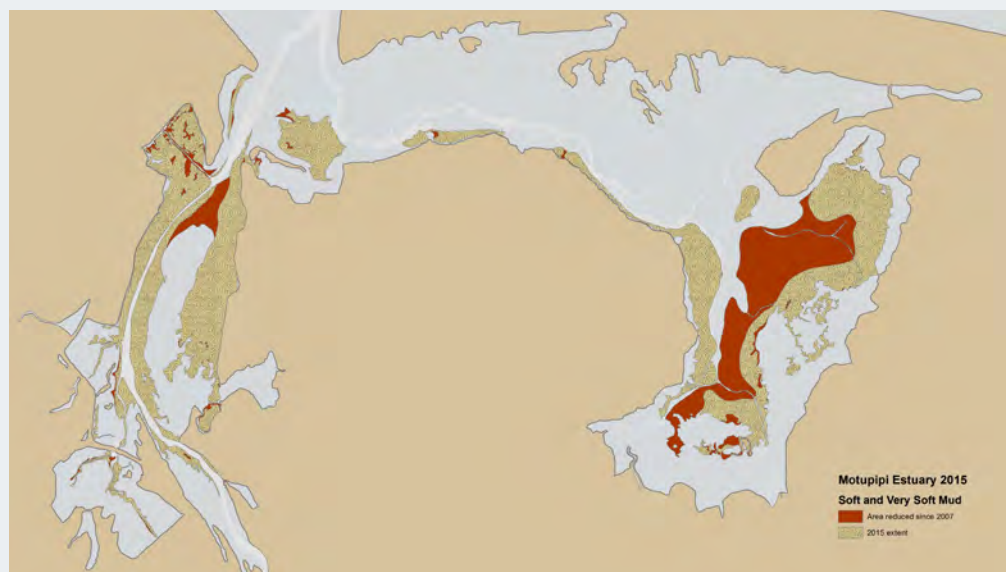 Motupipi Estuary 2015
Soft and Very Soft Mud
Area reduced since 2007
2015 extent